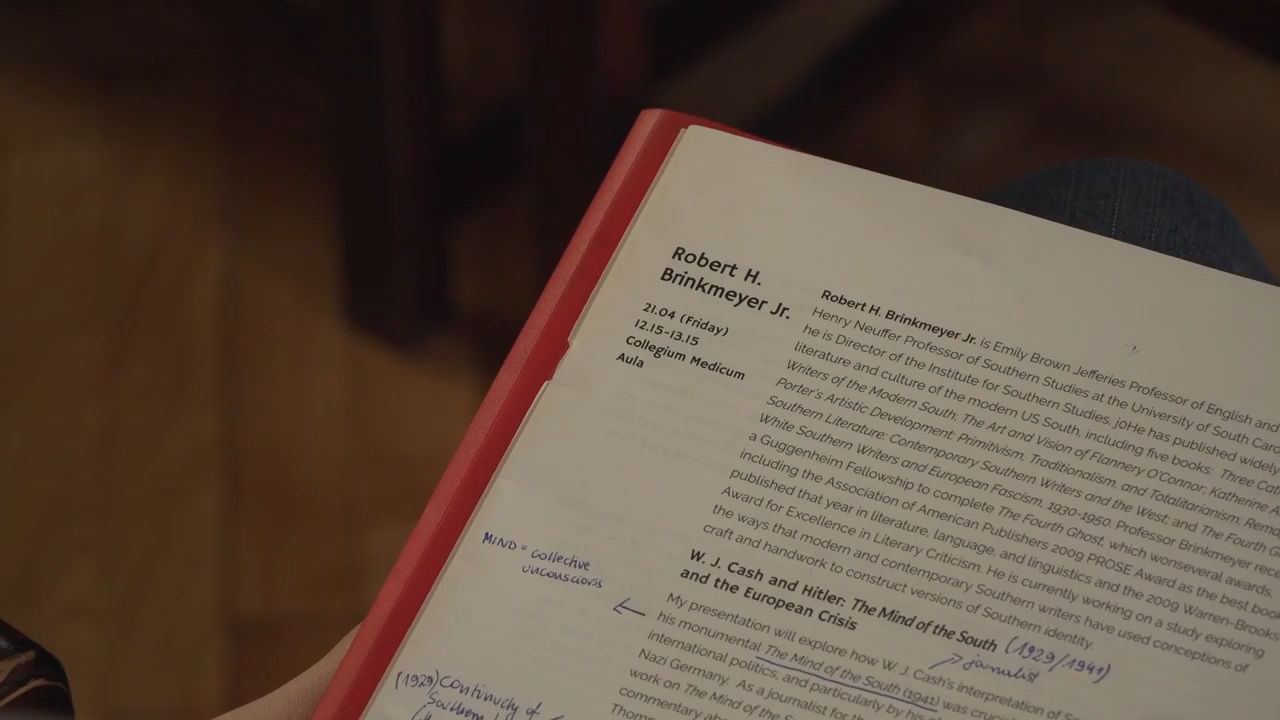 Robert H.
Brinkmeyer Jr.
21.04 (Friday)
12.15-13.15
Collegium Medicum
Aula
Robert H. Brinkmeyer Jr. is Emily Brown Jefferies Professor of English and
Henry Neuffer Professor of Southern Studies at the University of South Caro
he is Director of the Institute for Southern Studies. joHe has published widely
literature and culture of the modern US South, including five books: Three Cat
Writers of the Modern South; The Art and Vision of Flannery O'Connor, Katherine A
Porter's Artistic Development: Primitivism, Traditionalism, and Totalitarianism, Rema
Southern Literature: Contemporary Southern Writers and the West; and The Fourth G
White Southern Writers and European Fascism, 1930-1950. Professor Brinkmeyer rece
a Guggenheim Fellowship to complete The Fourth Ghost, which wonseveral awards,
including the Association of American Publishers 2009 PROSE Award as the best boo
published that year in literature, language, and linguistics and the 2009 Warren-Brooks
Award for Excellence in Literary Criticism. He is currently working on a study exploring
the ways that modern and contemporary Southern writers have used conceptions of
craft and handwork to construct versions of Southern identity.
W. J. Cash and Hitler: The Mind of the South (1929/1941)
and the European Crisis
journalist
MIND = collective
unconscious
My presentation will explore how W. J. Cash's interpretation of
his monumental The Mind of the South (1941) was cruci
international politics, and particularly by his
Nazi Germany. As a journalist for th
work on The Mind of the S
commentary ab
Thom
(1929) Continuity of
Southern